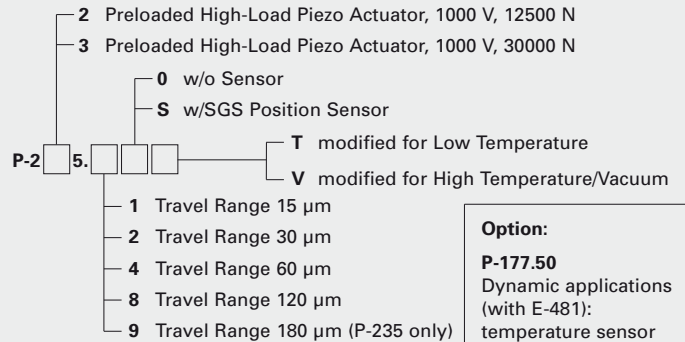 2 Preloaded High-Load Piezo Actuator, 1000 V, 12500 N
3 Preloaded High-Load Piezo Actuator, 1000 V, 30000 N
0 w/o Sensor
S w/SGS Position Sensor
P-2 5.
T modified for Low Temperature
V modified for High Temperature/Vacuum
1 Travel Range 15 µm
2 Travel Range 30 µm
4 Travel Range 60 µm
8 Travel Range 120 µm
9 Travel Range 180 µm (P-235 only)
Option:
P-177.50
Dynamic applications
(with E-481):
temperature sensor